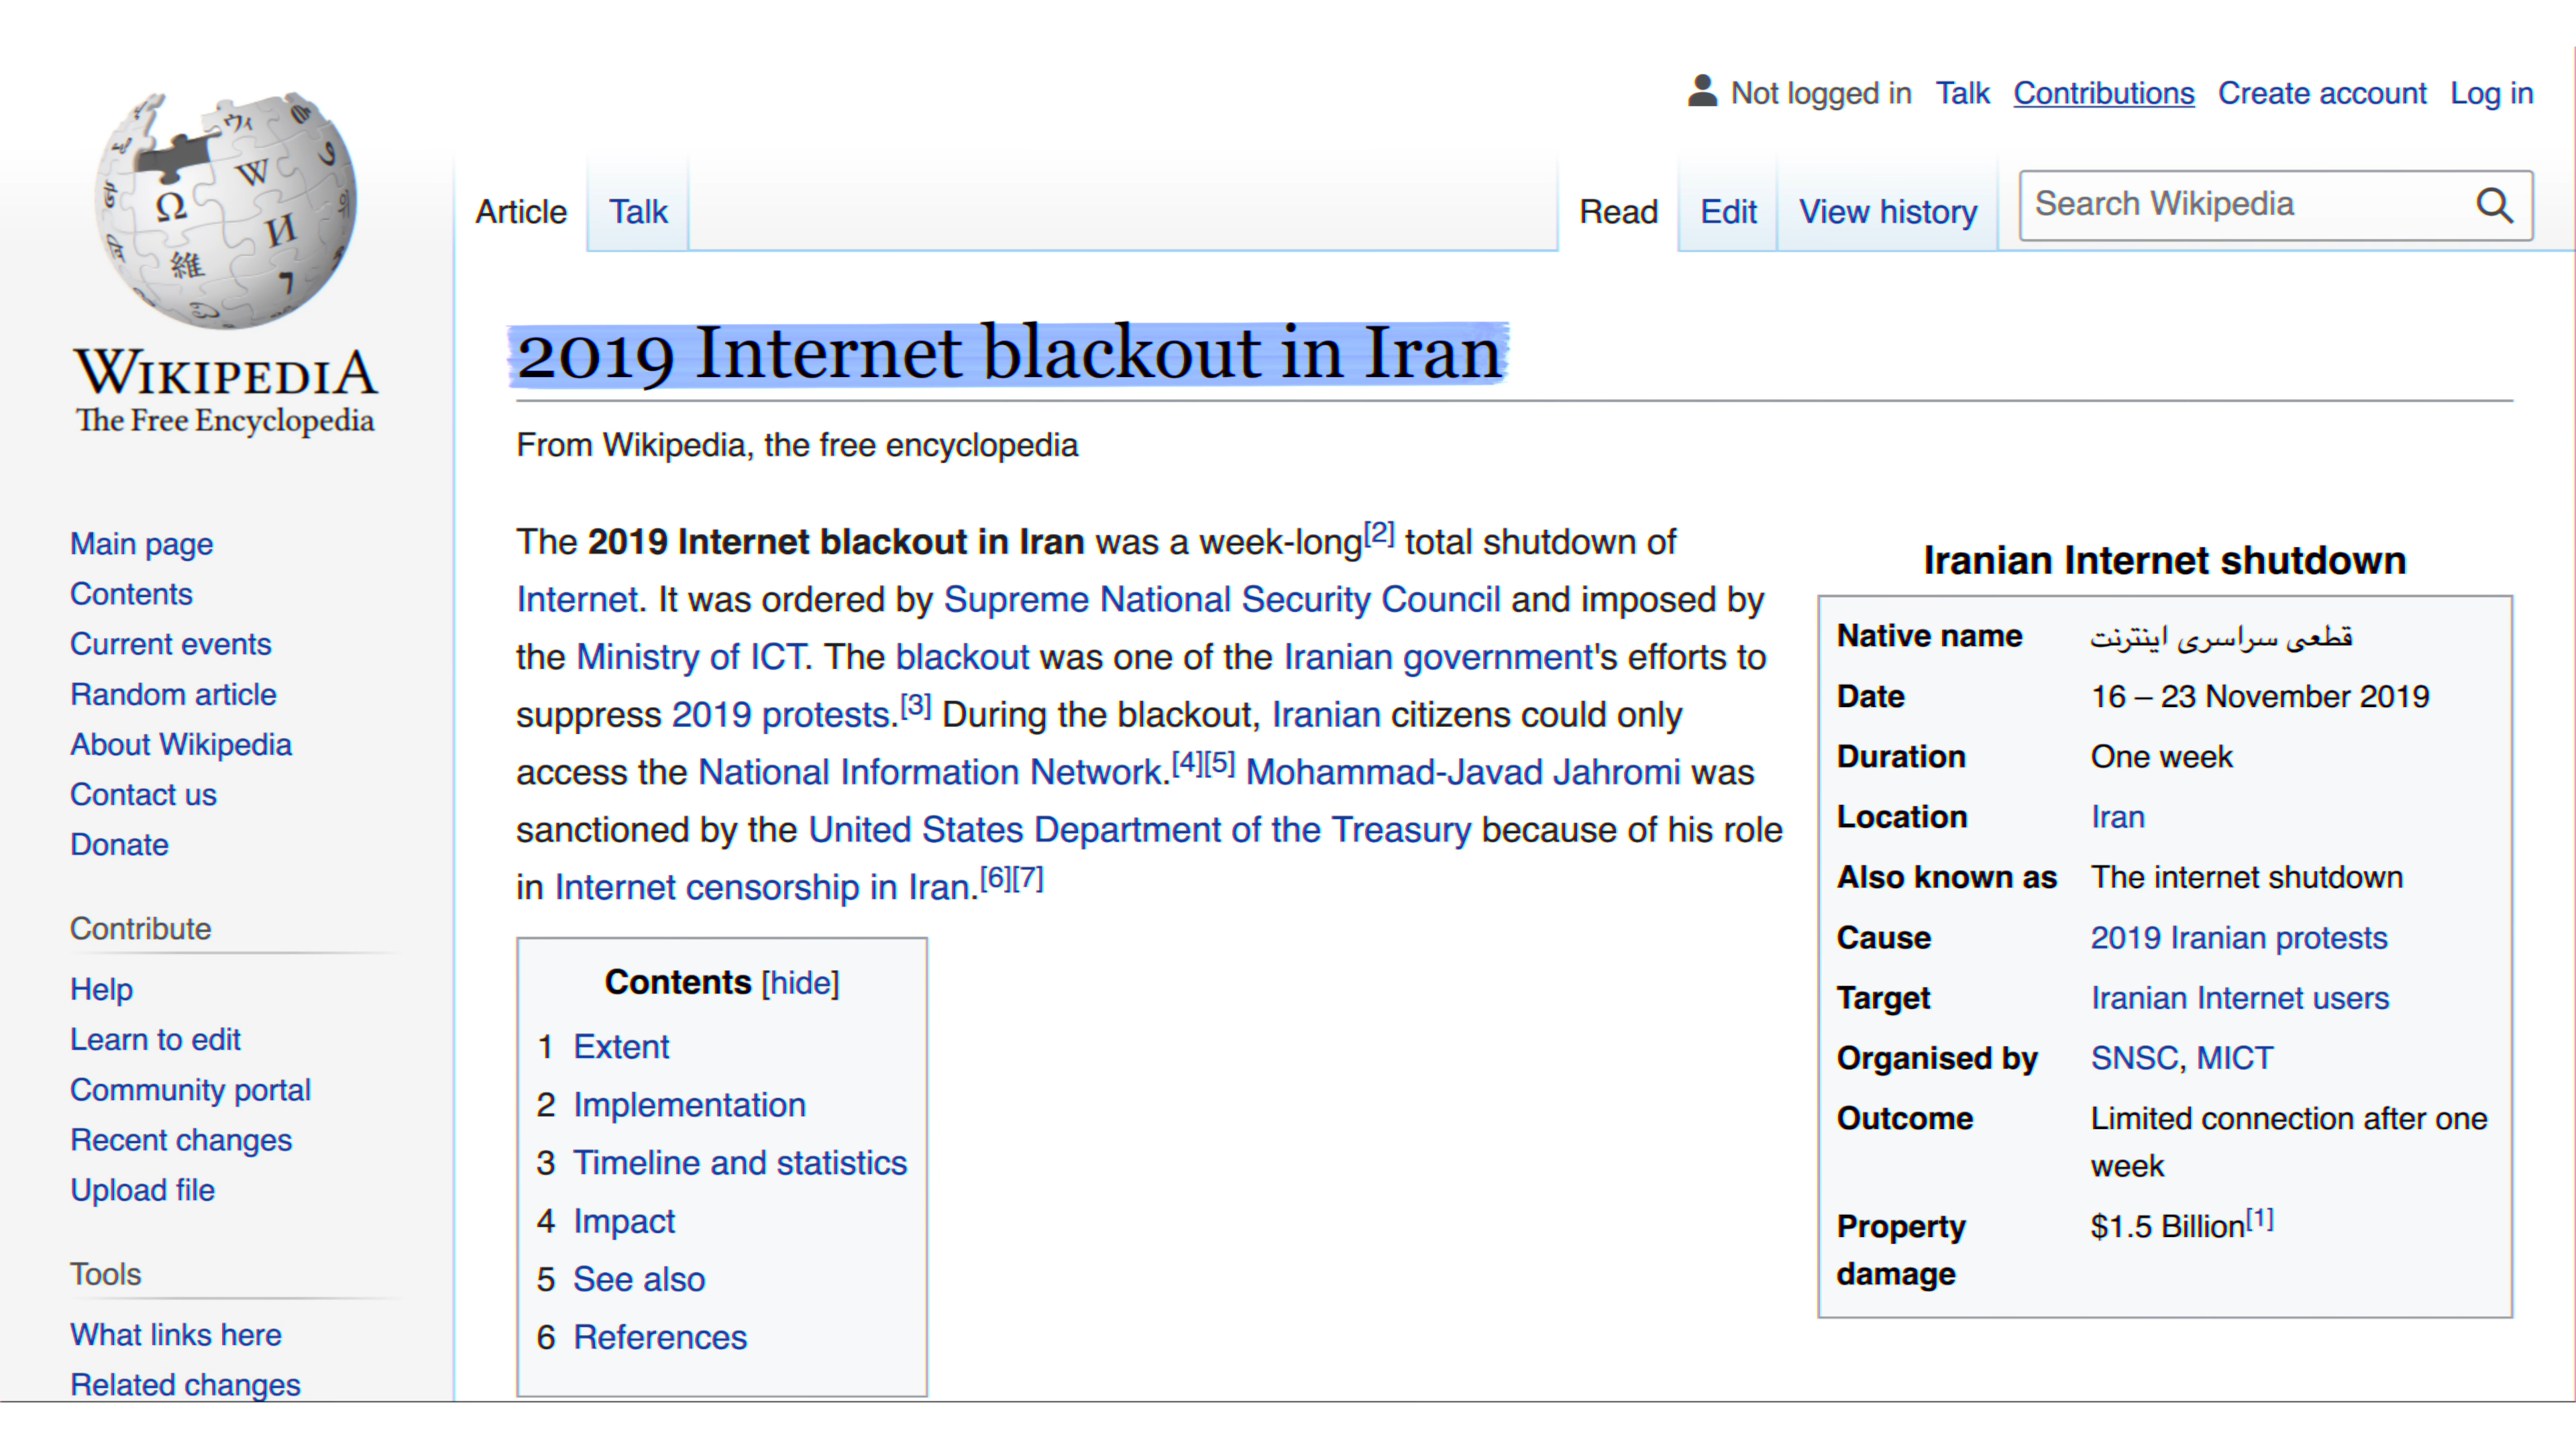 Not logged in Talk Contributions Create account Log in
Article Talk Read Edit View history Search Wikipedia
WIKIPEDIA
The Free Encyclopedia
Main page
Contents
Current events
Random article
About Wikipedia
Contact us
Donate
Contribute
Help
Learn to edit
Community portal
Recent changes
Upload file
Tools
What links here
Related changes
2019 Internet blackout in Iran
From Wikipedia, the free encyclopedia
The 2019 Internet blackout in Iran was a week-long[2] total shutdown of
Internet. It was ordered by Supreme National Security Council and imposed by
the Ministry of ICT. The blackout was one of the Iranian government's efforts to
suppress 2019 protests.[3] During the blackout, Iranian citizens could only
access the National Information Network.[4][5] Mohammad-Javad Jahromi was
sanctioned by the United States Department of the Treasury because of his role
in Internet censorship in Iran.[6][7]
Contents [hide]
1 Extent
2 Implementation
3 Timeline and statistics
4 Impact
5 See also
6 References
Iranian Internet shutdown
Native name قطعی سراسری اینترنت
Date 16 – 23 November 2019
Duration One week
Location Iran
Also known as The internet shutdown
Cause 2019 Iranian protests
Target Iranian Internet users
Organised by SNSC, MICT
Outcome Limited connection after one
week
Property $1.5 Billion[1]
damage